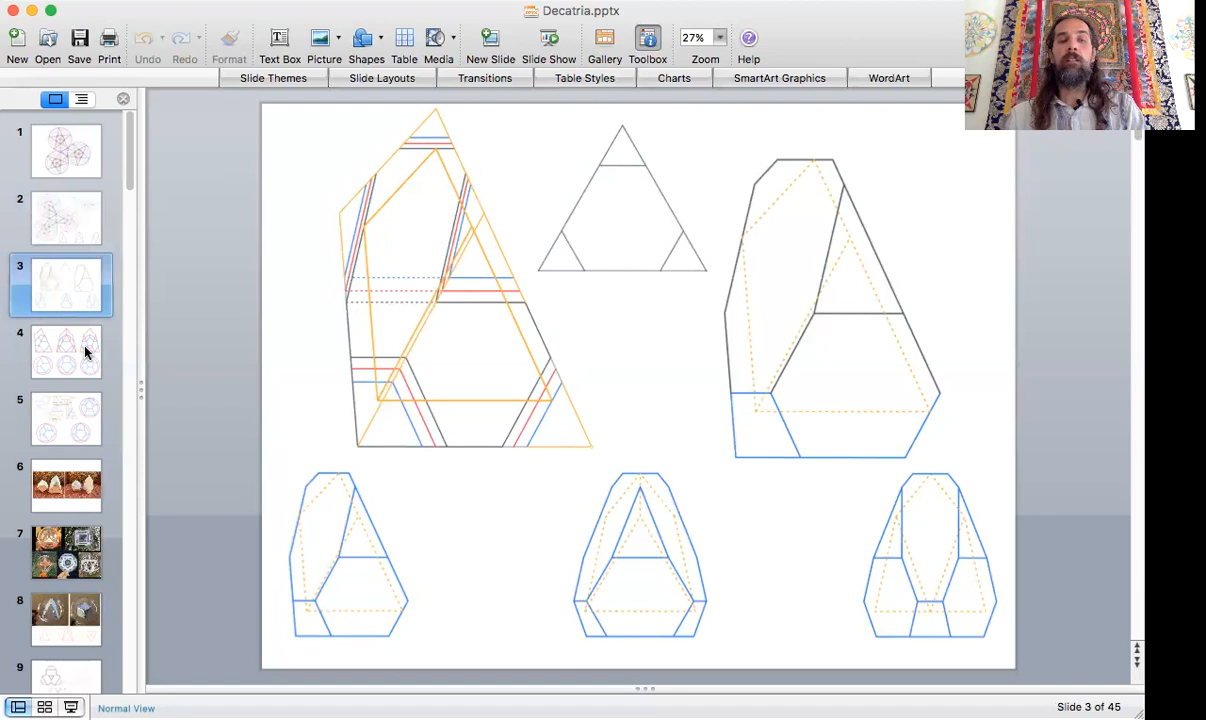 Decatria.pptx
27%
New Open Save Print Undo Redo Format Text Box Picture Shapes Table Media New Slide Slide Show Gallery Toolbox Zoom Help
Slide Themes Slide Layouts Transitions Table Styles Charts SmartArt Graphics WordArt
1
2
3
4
5
6
7
8
9
Normal View
Slide 3 of 45